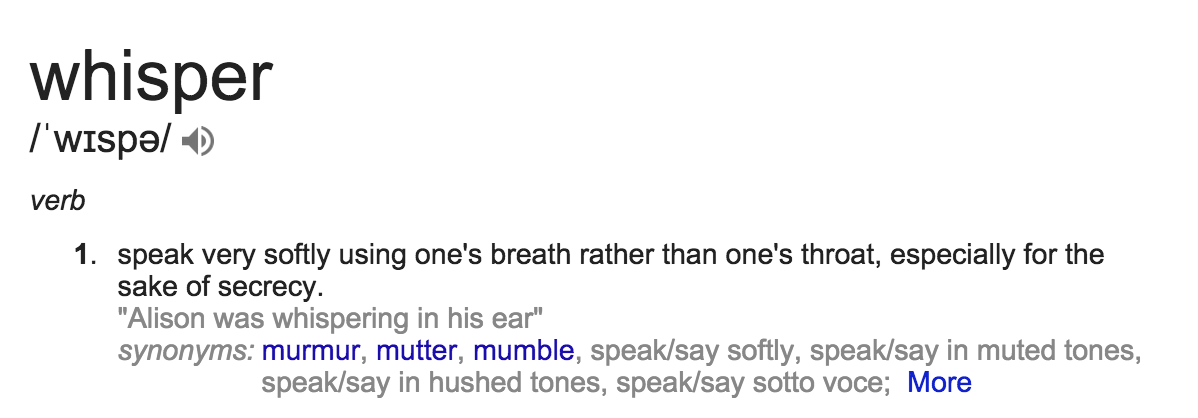 whisper
/ˈwɪspə/
verb
1. speak very softly using one's breath rather than one's throat, especially for the
sake of secrecy.
"Alison was whispering in his ear"
synonyms: murmur, mutter, mumble, speak/say softly, speak/say in muted tones,
speak/say in hushed tones, speak/say sotto voce; More